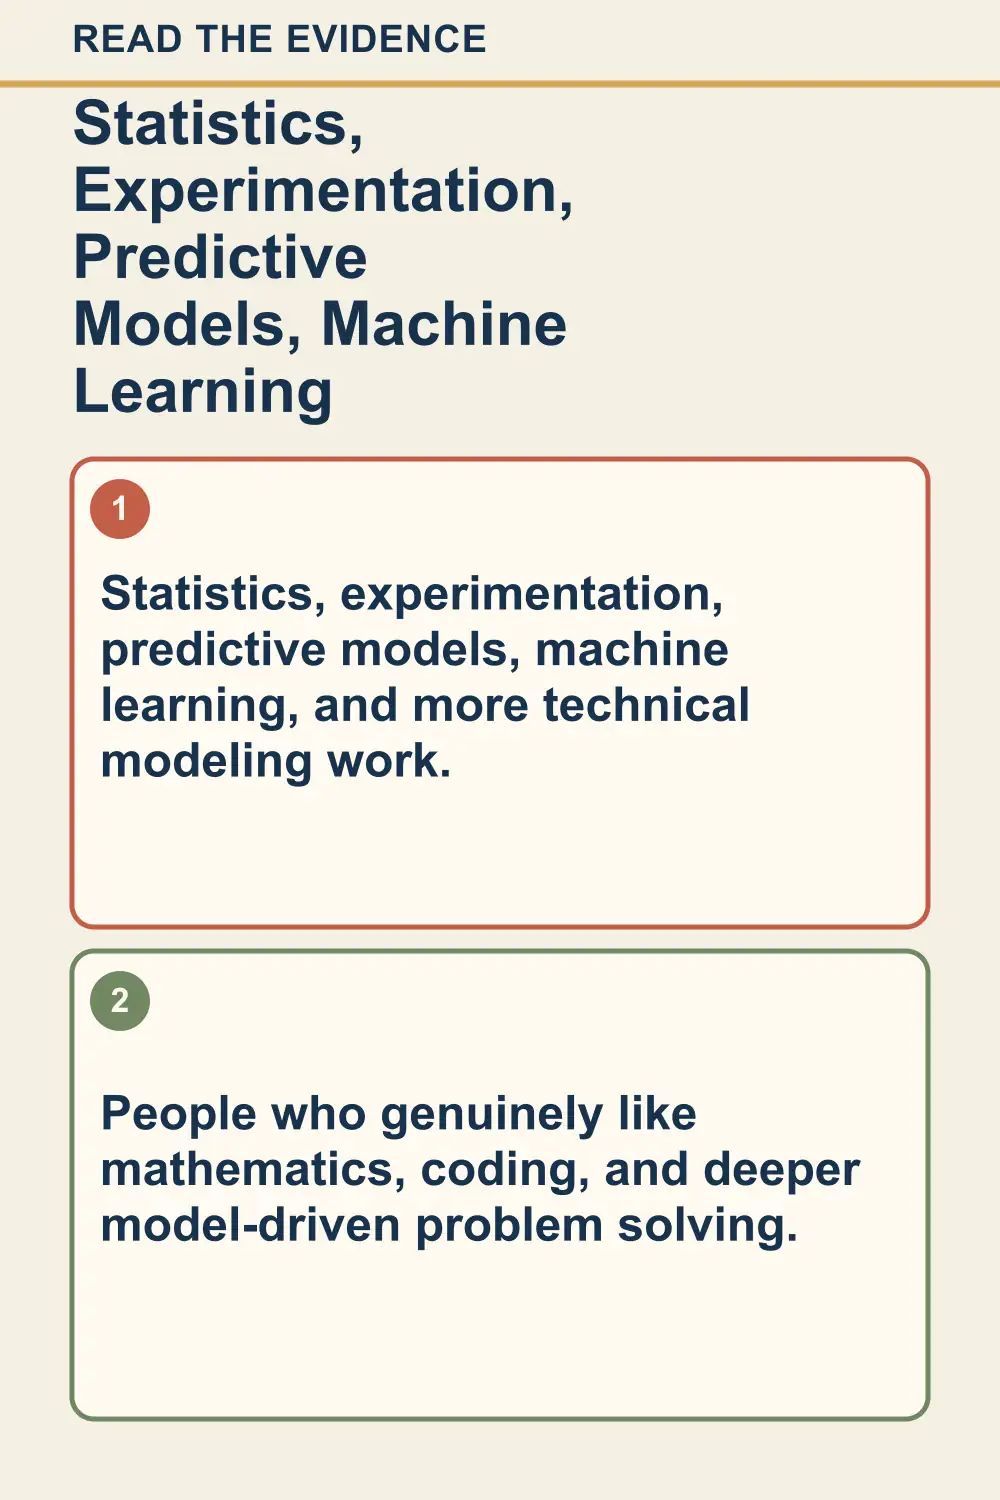 READ THE EVIDENCE
Statistics,
Experimentation,
Predictive
Models, Machine
Learning
1
Statistics, experimentation,
predictive models, machine
learning, and more technical
modeling work.
2
People who genuinely like
mathematics, coding, and deeper
model-driven problem solving.